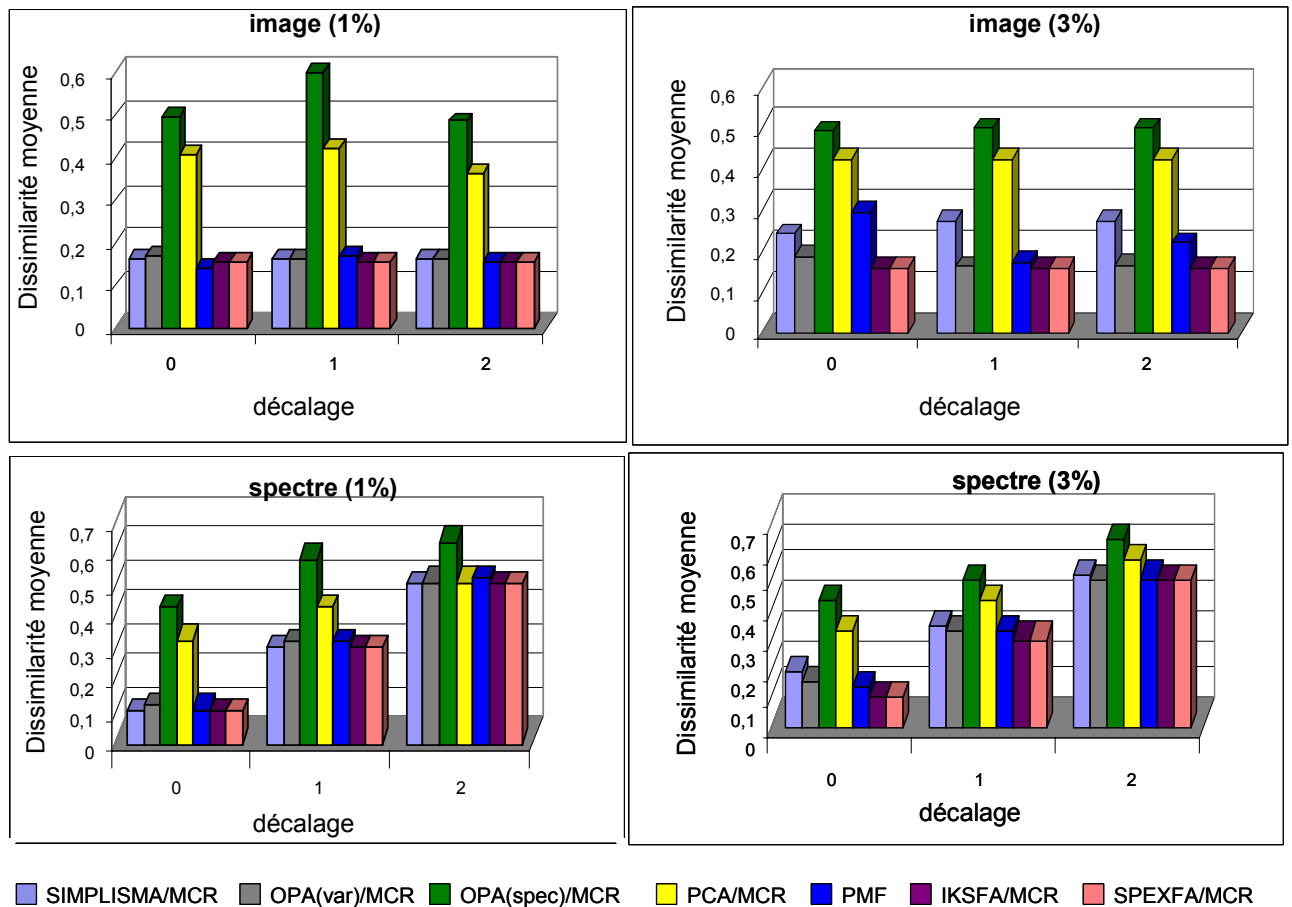 image (1%)
Dissimilarité moyenne
0,6
0,5
0,4
0,3
0,2
0,1
0
0 1 2
décalage
image (3%)
Dissimilarité moyenne
0,6
0,5
0,4
0,3
0,2
0,1
0
0 1 2
décalage
spectre (1%)
Dissimilarité moyenne
0,7
0,6
0,5
0,4
0,3
0,2
0,1
0
0 1 2
décalage
spectre (3%)
Dissimilarité moyenne
0,7
0,6
0,5
0,4
0,3
0,2
0,1
0
0 1 2
décalage
SIMPLISMA/MCR OPA(var)/MCR OPA(spec)/MCR PCA/MCR PMF IKSFA/MCR SPEXFA/MCR